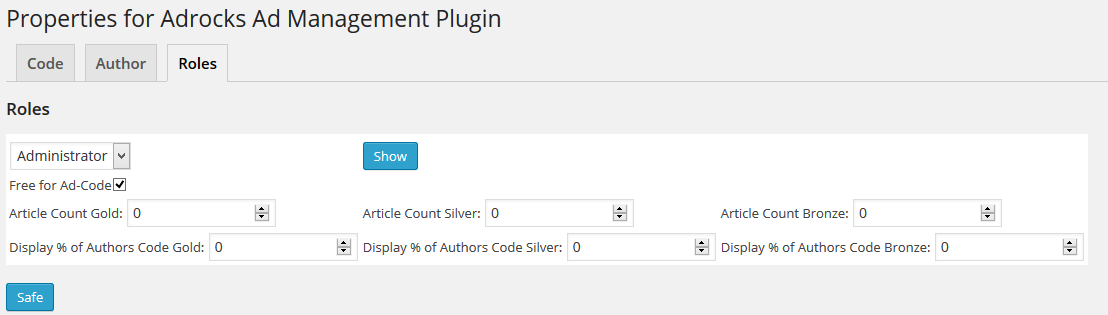 Properties for Adrocks Ad Management Plugin
Code Author Roles
Roles
Administrator Show
Free for Ad-Code
Article Count Gold: 0 Article Count Silver: 0 Article Count Bronze: 0
Display % of Authors Code Gold: 0 Display % of Authors Code Silver: 0 Display % of Authors Code Bronze: 0
Safe